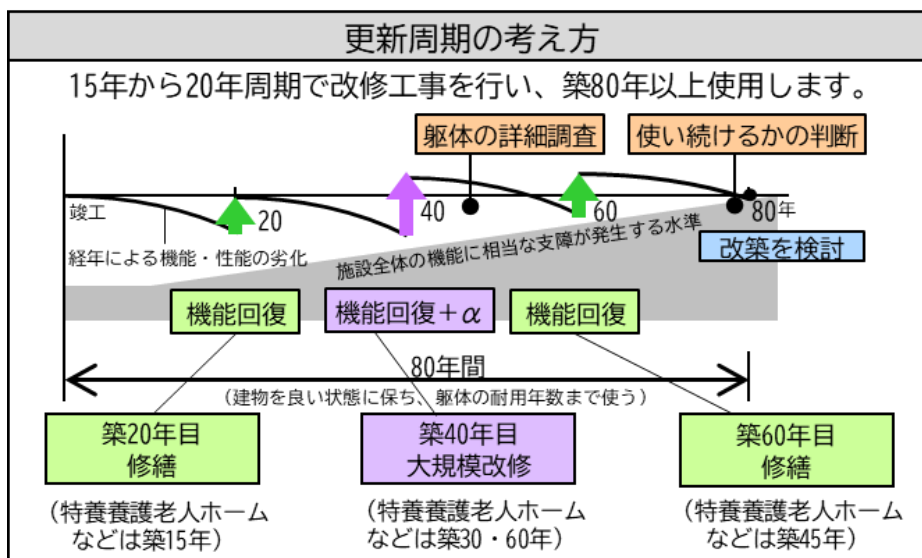 更新周期の考え方
15年から20年周期で改修工事を行い、築80年以上使用します。
躯体の詳細調査
使い続けるかの判断
竣工
20
40
60
80年
経年による機能・性能の劣化
施設全体の機能に相当な支障が発生する水準
改築を検討
機能回復
機能回復+α
機能回復
80年間
(建物を良い状態に保ち、躯体の耐用年数まで使う)
築20年目
修繕
築40年目
大規模改修
築60年目
修繕
(特養養護老人ホーム
などは築15年)
(特養養護老人ホーム
などは築30・60年)
(特養養護老人ホーム
などは築45年)